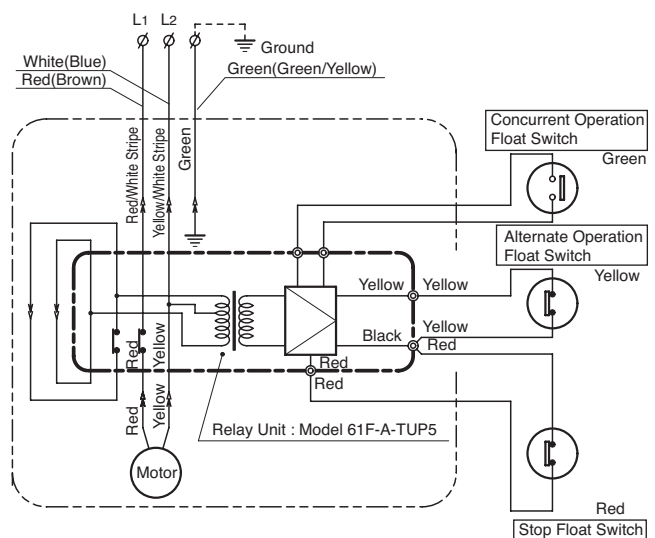 L1 L2
Ground
White(Blue)
Red(Brown)
Green(Green/Yellow)
Concurrent Operation
Float Switch
Green
Red/White Stripe
Yellow/White Stripe
Green
Alternate Operation
Float Switch
Yellow
Yellow Yellow
Black Yellow
Red
Red
Yellow
Red
Red
Red
Yellow
Relay Unit : Model 61F-A-TUP5
Motor
Red
Stop Float Switch